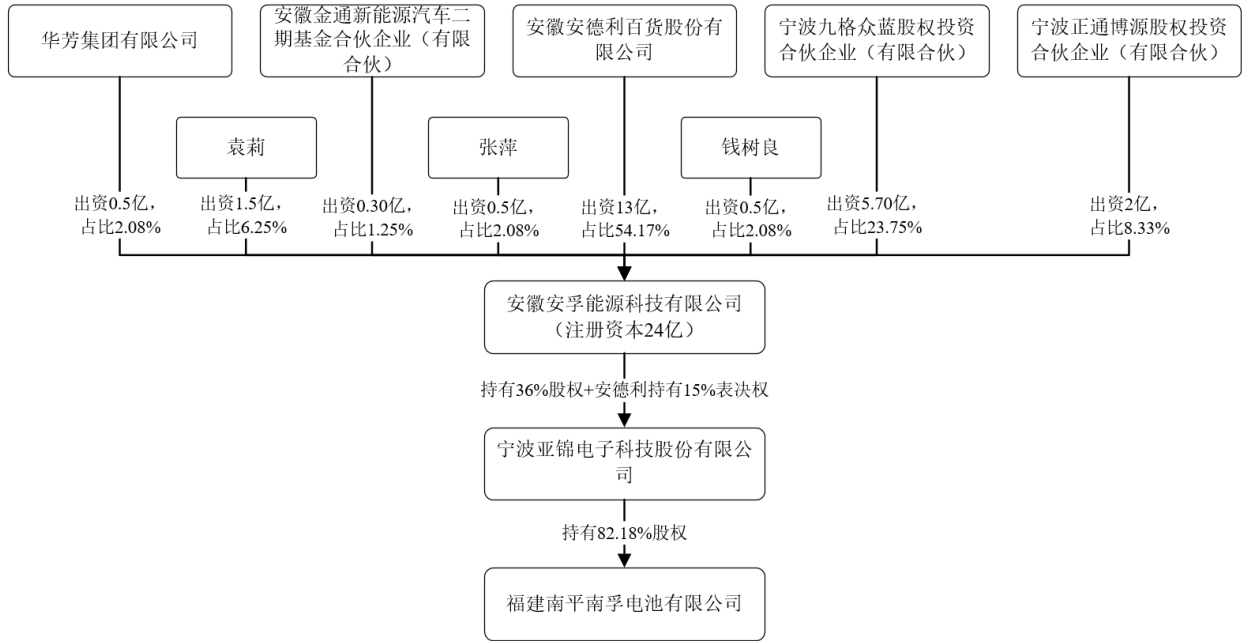 华芳集团有限公司
安徽金通新能源汽车二
期基金合伙企业（有限
合伙）
安徽安德利百货股份有
限公司
宁波九格众蓝股权投资
合伙企业（有限合伙）
宁波正通博源股权投资
合伙企业（有限合伙）
袁莉
张萍
钱树良
出资0.5亿，
占比2.08%
出资1.5亿，
占比6.25%
出资0.30亿，
占比1.25%
出资0.5亿，
占比2.08%
出资13亿，
占比54.17%
出资0.5亿，
占比2.08%
出资5.70亿，
占比23.75%
出资2亿，
占比8.33%
安徽安孚能源科技有限公司
（注册资本24亿）
持有36%股权+安德利持有15%表决权
宁波亚锦电子科技股份有限公
司
持有82.18%股权
福建南平南孚电池有限公司